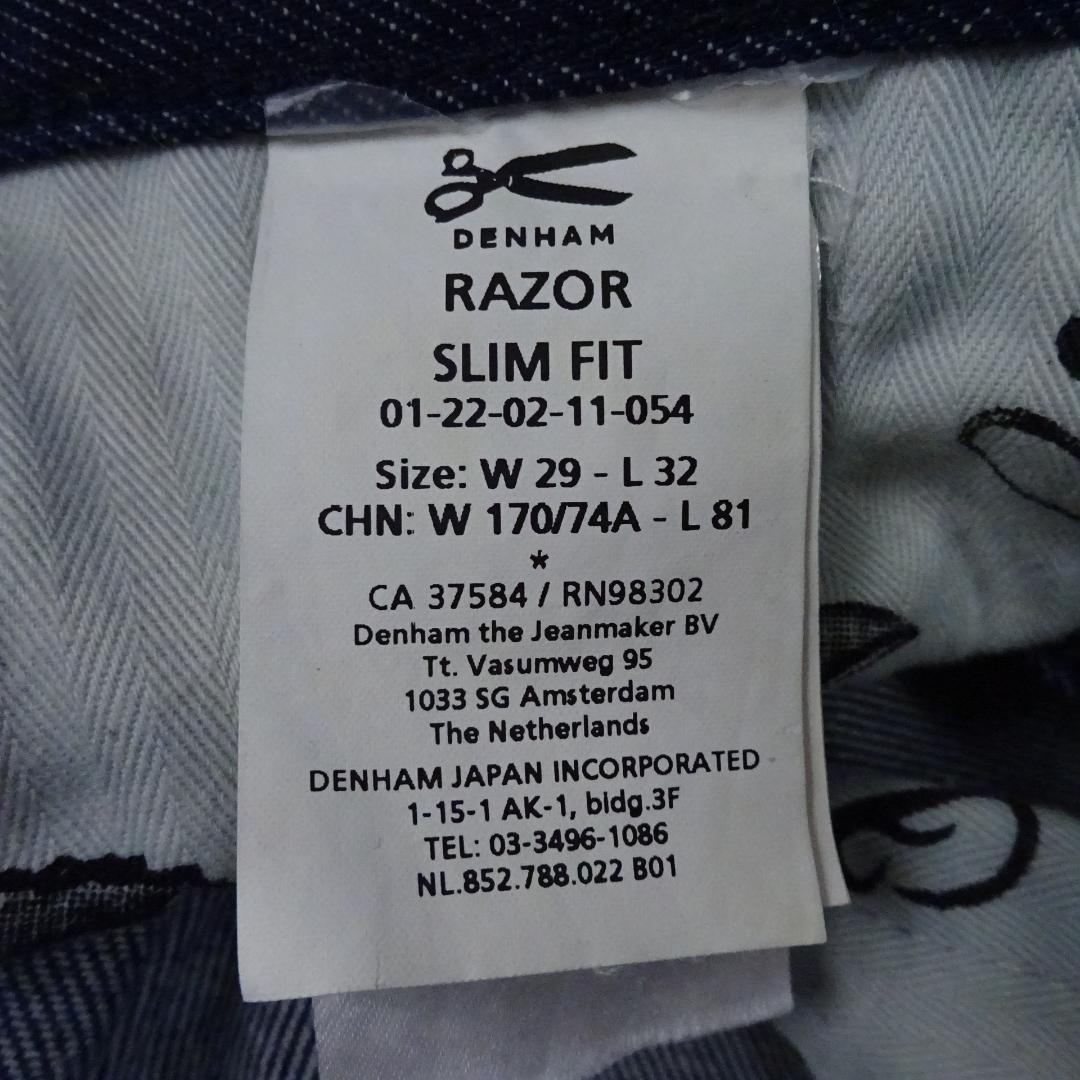 DENHAM
RAZOR
SLIM FIT
01-22-02-11-054
Size: W 29 - L 32
CHN: W 170/74A - L 81
*
CA 37584 / RN98302
Denham the Jeanmaker BV
Tt. Vasumweg 95
1033 SG Amsterdam
The Netherlands
DENHAM JAPAN INCORPORATED
1-15-1 AK-1, bldg.3F
TEL: 03-3496-1086
NL.852.788.022 B01